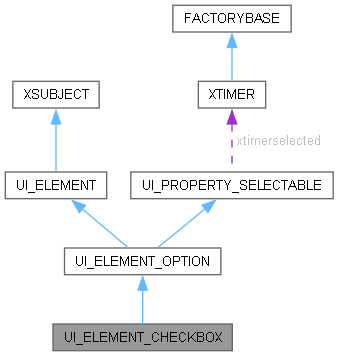 FACTORYBASE
XSUBJECT
XTIMER
xtimerselected
UI_ELEMENT
UI_PROPERTY_SELECTABLE
UI_ELEMENT_OPTION
UI_ELEMENT_CHECKBOX